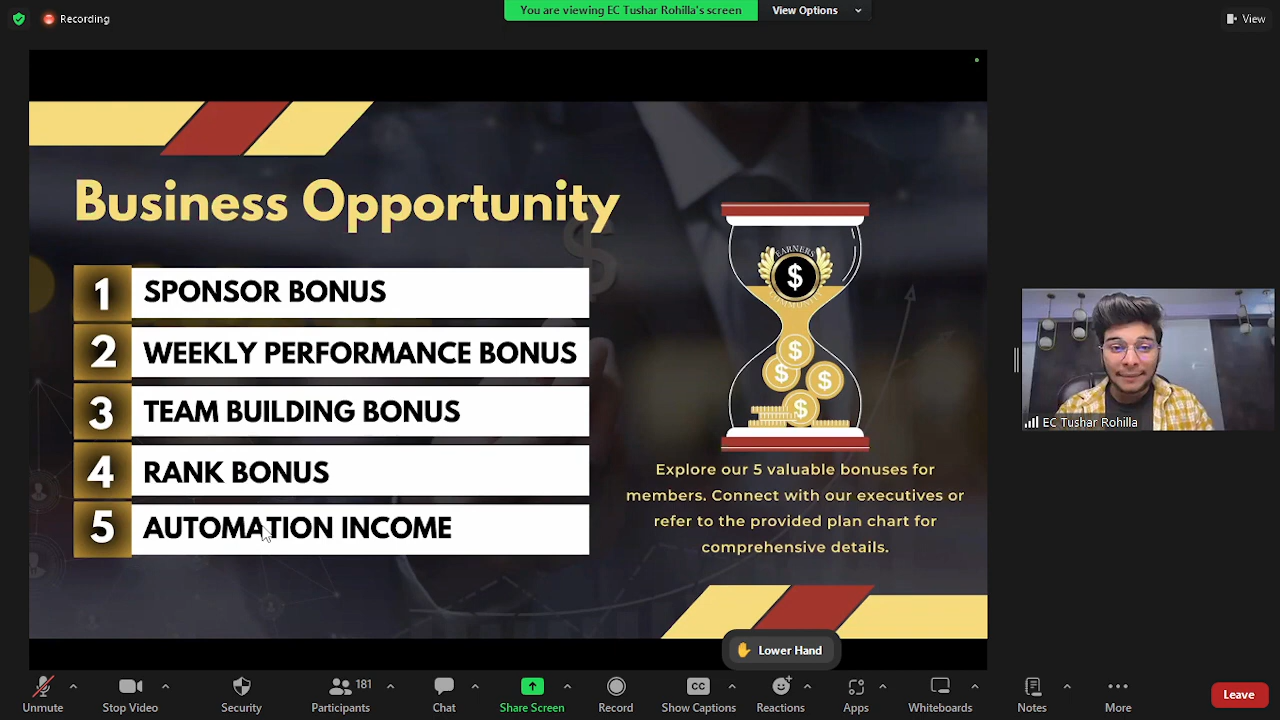 Recording
You are viewing EC Tushar Rohilla's screen
View Options
View
Business Opportunity
1 SPONSOR BONUS
2 WEEKLY PERFORMANCE BONUS
3 TEAM BUILDING BONUS
4 RANK BONUS
5 AUTOMATION INCOME
EARNERS
$
COMMUNITY
$
$
$
$
$
Explore our 5 valuable bonuses for
members. Connect with our executives or
refer to the provided plan chart for
comprehensive details.
EC Tushar Rohilla
Lower Hand
Unmute
Stop Video
Security
181
Participants
Chat
Share Screen
Record
CC
Show Captions
Reactions
Apps
Whiteboards
Notes
More
Leave